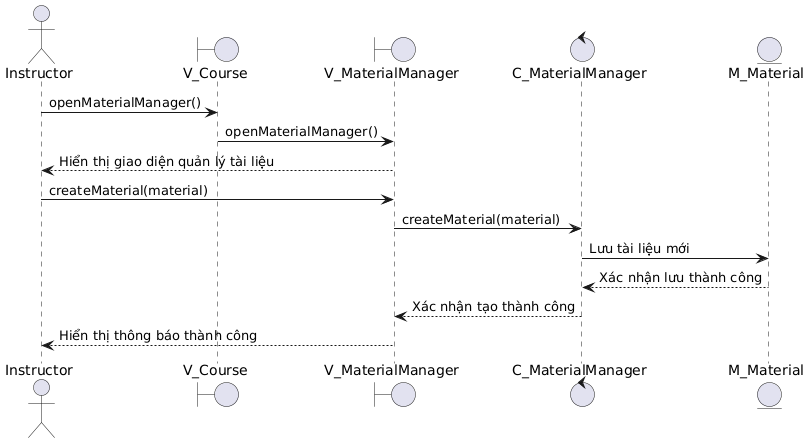 Instructor
V_Course
V_MaterialManager
C_MaterialManager
M_Material
openMaterialManager()
openMaterialManager()
Hiển thị giao diện quản lý tài liệu
createMaterial(material)
createMaterial(material)
Lưu tài liệu mới
Xác nhận lưu thành công
Xác nhận tạo thành công
Hiển thị thông báo thành công
Instructor
V_Course
V_MaterialManager
C_MaterialManager
M_Material